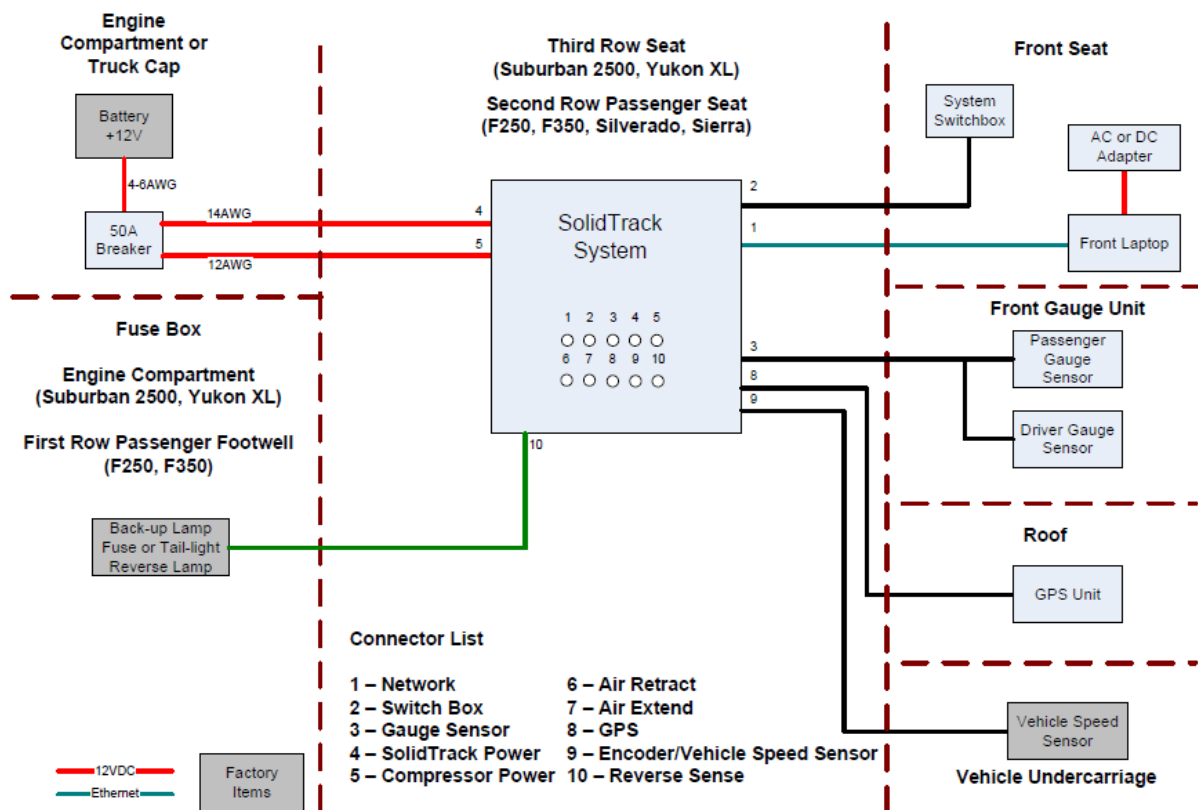 Engine
Compartment or
Truck Cap
Battery
+12V
4-6AWG
50A
Breaker
14AWG
12AWG
Fuse Box
Engine Compartment
(Suburban 2500, Yukon XL)
First Row Passenger Footwell
(F250, F350)
Back-up Lamp
Fuse or Tail-light
Reverse Lamp
12VDC
Ethernet
Factory
Items
Third Row Seat
(Suburban 2500, Yukon XL)
Second Row Passenger Seat
(F250, F350, Silverado, Sierra)
4
5
SolidTrack
System
1 2 3 4 5
6 7 8 9 10
2
1
3
8
9
10
Connector List
1 – Network
2 – Switch Box
3 – Gauge Sensor
4 – SolidTrack Power
5 – Compressor Power
6 – Air Retract
7 – Air Extend
8 – GPS
9 – Encoder/Vehicle Speed Sensor
10 – Reverse Sense
Front Seat
System
Switchbox
AC or DC
Adapter
Front Laptop
Front Gauge Unit
Passenger
Gauge
Sensor
Driver Gauge
Sensor
Roof
GPS Unit
Vehicle Speed
Sensor
Vehicle Undercarriage